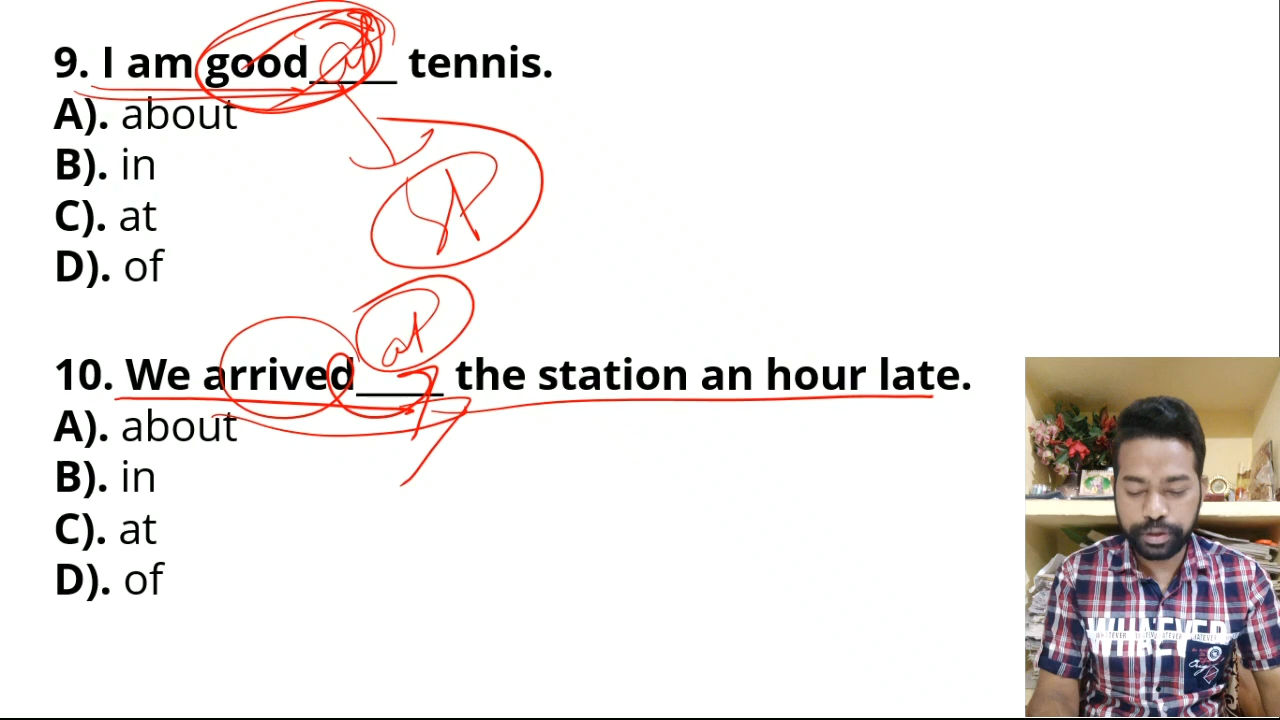 9. I am good____ tennis.
at
A). about
B). in
C). at
D). of
at
10. We arrived____ the station an hour late.
A). about
B). in
C). at
D). of
WHATEVER